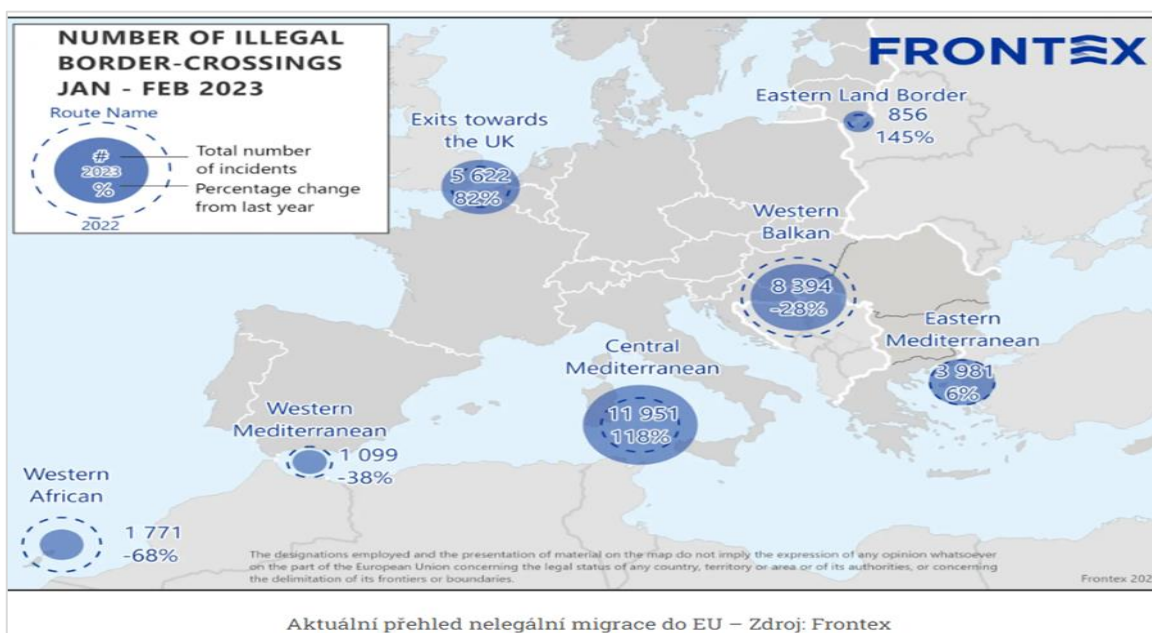 NUMBER OF ILLEGAL
BORDER-CROSSINGS
JAN - FEB 2023
Route Name
#
2023
%
2022
Total number
of incidents
Percentage change
from last year
FRONTEX
Exits towards
the UK
5 622
82%
Eastern Land Border
856
145%
Western
Balkan
8 394
-28%
Eastern
Mediterranean
3 981
6%
Central
Mediterranean
11 951
118%
Western
Mediterranean
1 099
-38%
Western
African
1 771
-68%
The designations employed and the presentation of material on the map do not imply the expression of any opinion whatsoever
on the part of the European Union concerning the legal status of any country, territory or area or of its authorities, or concerning
the delimitation of its frontiers or boundaries.
Frontex 202
Aktuální přehled nelegální migrace do EU – Zdroj: Frontex